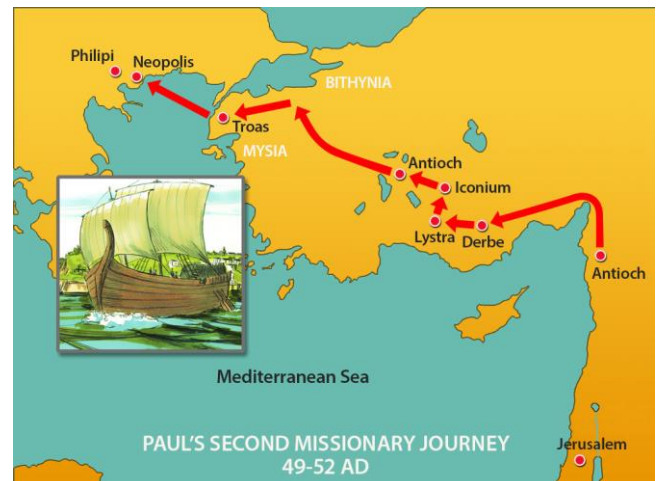 Philipi
Neopolis
BITHYNIA
Troas
MYSIA
Antioch
Iconium
Lystra
Derbe
Antioch
Mediterranean Sea
PAUL'S SECOND MISSIONARY JOURNEY
49-52 AD
Jerusalem